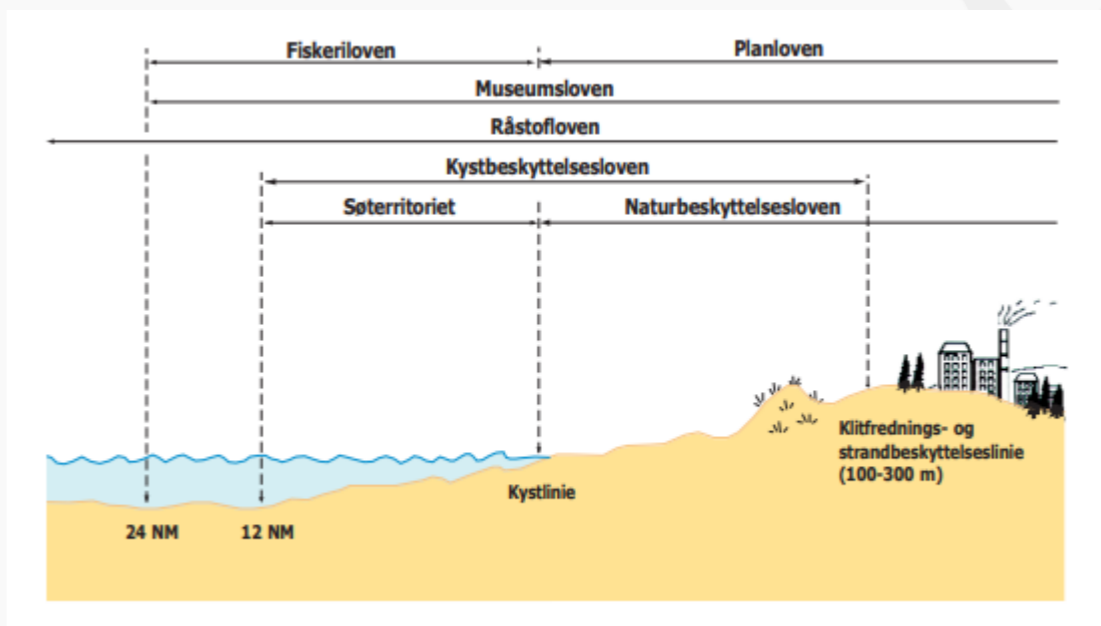 Fiskeriloven
Planloven
Museumsloven
Råstofloven
Kystbeskyttelsesloven
Søterritoriet
Naturbeskyttelsesloven
Klitfrednings- og
strandbeskyttelseslinie
(100-300 m)
Kystlinie
24 NM
12 NM